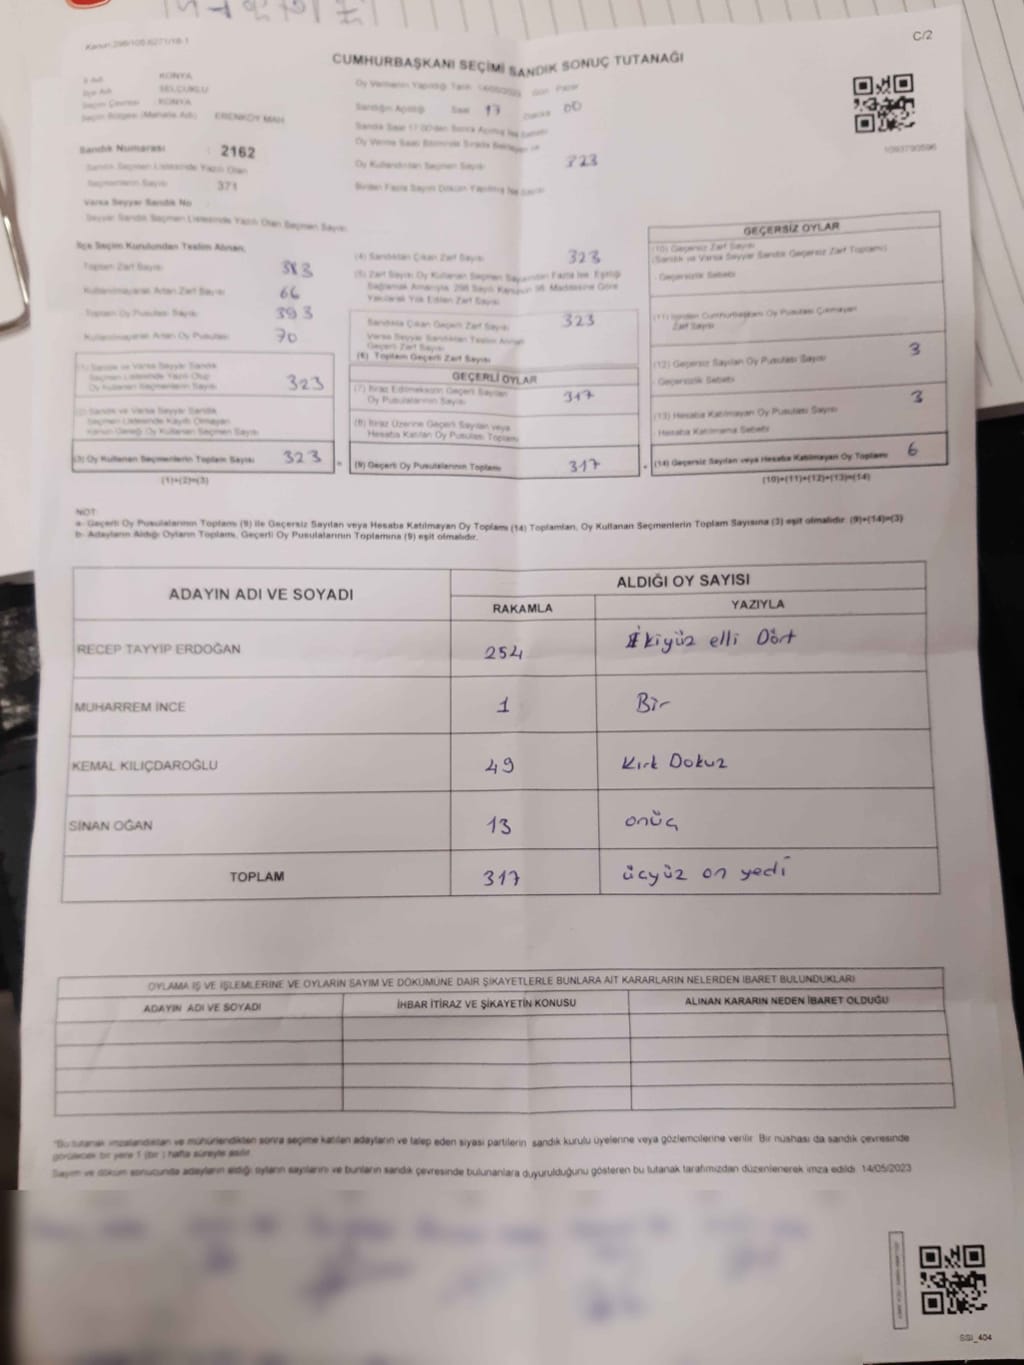 Kanun:298/105-6271/18-1
C/2
CUMHURBAŞKANI SEÇİMİ SANDIK SONUÇ TUTANAĞI
İl Adı KONYA
İlçe Adı SELÇUKLU
Seçim Çevresi : KONYA
Seçim Bölgesi (Mahalle Adı) ERENKÖY MAH
Sandık Numarası : 2162
Sandık Seçmen Listesinde Yazılı Olan
Seçmenlerin Sayısı 371
Varsa Seyyar Sandık No
Seyyar Sandık Seçmen Listesinde Yazılı Olan Seçmen Sayısı
Oy Vermenin Yapıldığı Tarih 14/05/2023 Gün Pazar
Sandığın Açıldığı Saat 17 Dakika 00
Sandık Saat 17.00'den Sonra Açılmış İse Sebebi
Oy Kullandırılan Seçmen Sayısı 323
Birden Fazla Sayım Döküm Yapılmış İse Sayısı
1093790596
İlçe Seçim Kurulundan Teslim Alınan;
Toplam Zarf Sayısı 383
Kullanılmayarak Artan Zarf Sayısı 66
Toplam Oy Pusulası Sayısı 393
Kullanılmayarak Artan Oy Pusulası 70
(1) Sandık ve Varsa Seyyar Sandık
Seçmen Listesinde Yazılı Olup
Oy Kullanan Seçmenlerin Sayısı 323
(2) Sandık ve Varsa Seyyar Sandık
Seçmen Listesinde Kayıtlı Olmayan
Kanun Gereği Oy Kullanan Seçmen Sayısı
(3) Oy Kullanan Seçmenlerin Toplam Sayısı 323
(1)+(2)=(3)
=
(4) Sandıktan Çıkan Zarf Sayısı 323
(5) Zarf Sayısı Oy Kullanan Seçmen Sayısından Fazla İse, Eşitliği
Sağlamak Amacıyla, 298 Sayılı Kanunun 98. Maddesine Göre
Yakılarak Yok Edilen Zarf Sayısı
Sandıkta Çıkan Geçerli Zarf Sayısı 323
Varsa Seyyar Sandıktan Teslim Alınan
Geçerli Zarf Sayısı
(6) Toplam Geçerli Zarf Sayısı
GEÇERLİ OYLAR
(7) İtiraz Edilmeksizin Geçerli Sayılan
Oy Pusulalarının Sayısı 317
(8) İtiraz Üzerine Geçerli Sayılan veya
Hesaba Katılan Oy Pusulası Toplamı
(9) Geçerli Oy Pusulalarının Toplamı 317
+
GEÇERSİZ OYLAR
(10) Geçersiz Zarf Sayısı
(Sandık ve Varsa Seyyar Sandık Geçersiz Zarf Toplamı)
Geçersizlik Sebebi
(11) İçinden Cumhurbaşkanı Oy Pusulası Çıkmayan
Zarf Sayısı
(12) Geçersiz Sayılan Oy Pusulası Sayısı 3
Geçersizlik Sebebi
(13) Hesaba Katılmayan Oy Pusulası Sayısı 3
Hesaba Katılmama Sebebi
(14) Geçersiz Sayılan veya Hesaba Katılmayan Oy Toplamı 6
(10)+(11)+(12)+(13)=(14)
NOT:
a- Geçerli Oy Pusulalarının Toplamı (9) ile Geçersiz Sayılan veya Hesaba Katılmayan Oy Toplamı (14) Toplamları, Oy Kullanan Seçmenlerin Toplam Sayısına (3) eşit olmalıdır. (9)+(14)=(3)
b- Adayların Aldığı Oyların Toplamı, Geçerli Oy Pusulalarının Toplamına (9) eşit olmalıdır.
ADAYIN ADI VE SOYADI
ALDIĞI OY SAYISI
RAKAMLA YAZIYLA
RECEP TAYYİP ERDOĞAN 254 İkiyüz elli Dört
MUHARREM İNCE 1 Bir
KEMAL KILIÇDAROĞLU 49 Kırk Dokuz
SİNAN OĞAN 13 onüç
TOPLAM 317 üçyüz on yedi
OYLAMA İŞ VE İŞLEMLERİNE VE OYLARIN SAYIM VE DÖKÜMÜNE DAİR ŞİKAYETLERLE BUNLARA AİT KARARLARIN NELERDEN İBARET BULUNDUKLARI
ADAYIN ADI VE SOYADI İHBAR İTİRAZ VE ŞİKAYETİN KONUSU ALINAN KARARIN NEDEN İBARET OLDUĞU
*Bu tutanak imzalandıktan ve mühürlendikten sonra seçime katılan adayların ve talep eden siyasi partilerin sandık kurulu üyelerine veya gözlemcilerine verilir. Bir nüshası da sandık çevresinde
görülecek bir yere 1 (bir ) hafta süreyle asılır.
Sayım ve döküm sonucunda adayların aldığı oyların sayılarını ve bunların sandık çevresinde bulunanlara duyurulduğunu gösteren bu tutanak tarafımızdan düzenlenerek imza edildi. 14/05/2023
SSI_404